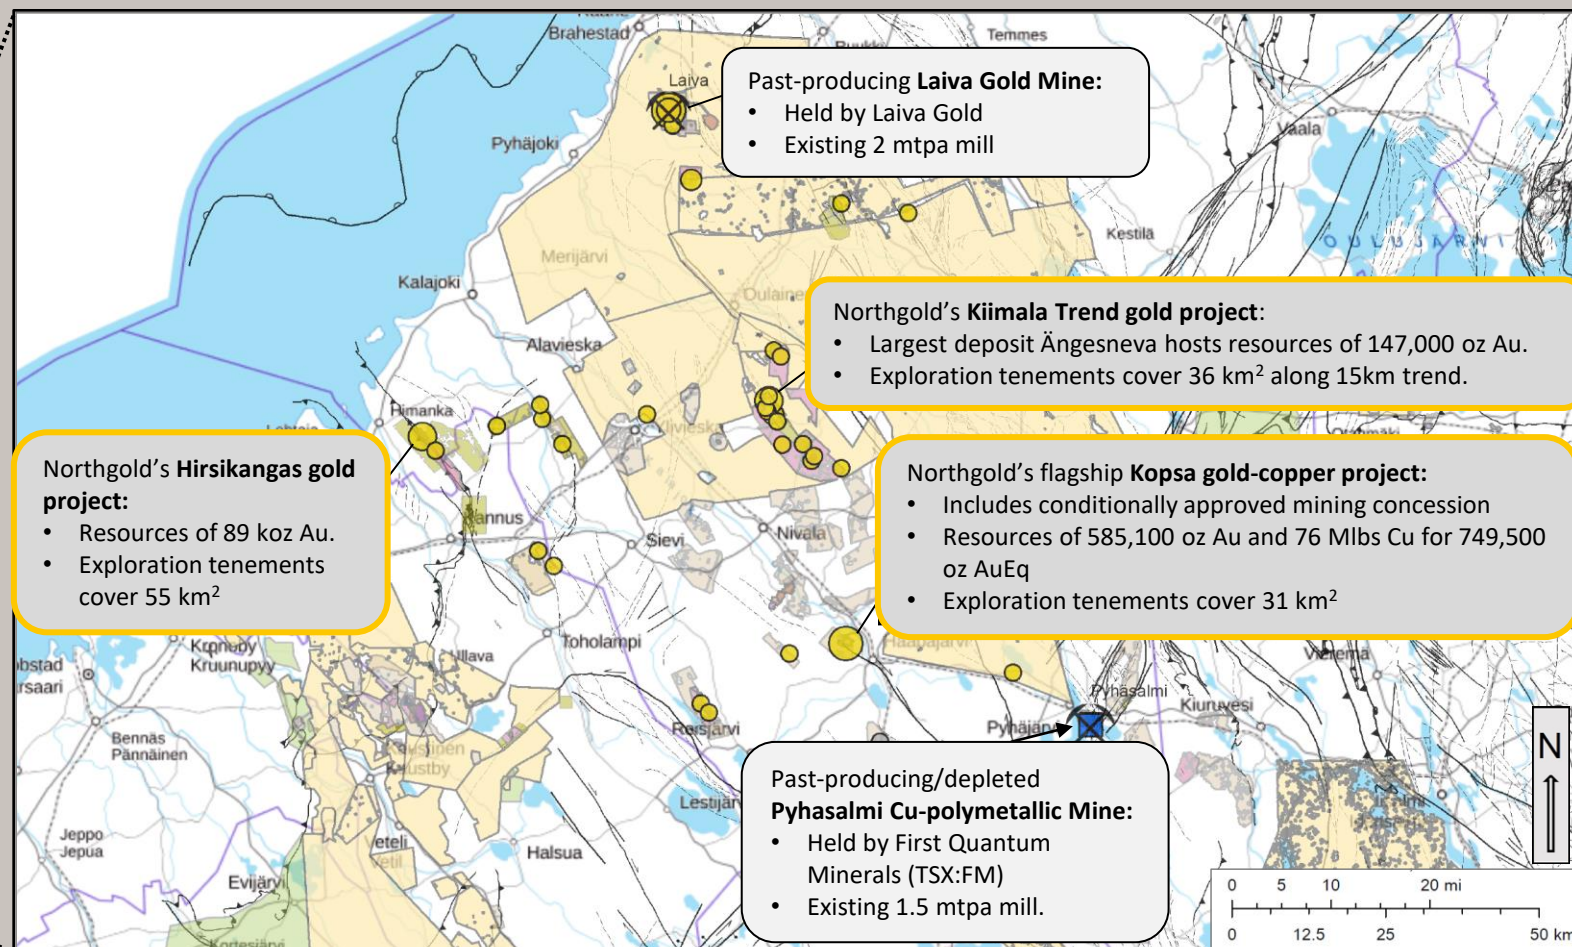 Brahestad
Temmes
Laiva
Past-producing Laiva Gold Mine:
• Held by Laiva Gold
• Existing 2 mtpa mill
Pyhäjoki
Vaala
Kestilä
OULUJÄRVI
Merijärvi
Kalajoki
Oulainen
Northgold's Kiimala Trend gold project:
• Largest deposit Ängesneva hosts resources of 147,000 oz Au.
• Exploration tenements cover 36 km² along 15km trend.
Alavieska
Himanka
Ylivieska
Northgold's Hirsikangas gold
project:
• Resources of 89 koz Au.
• Exploration tenements
cover 55 km²
Northgold's flagship Kopsa gold-copper project:
• Includes conditionally approved mining concession
• Resources of 585,100 oz Au and 76 Mlbs Cu for 749,500
oz AuEq
• Exploration tenements cover 31 km²
Sievi
Nivala
Toholampi
Haapajärvi
Vieremä
Kronoby
Kruunupyy
Ullava
Pyhäsalmi
Kiuruvesi
Reisjärvi
Bennäs
Pännäinen
Past-producing/depleted
Pyhasalmi Cu-polymetallic Mine:
• Held by First Quantum
Minerals (TSX:FM)
• Existing 1.5 mtpa mill.
Jeppo
Jepua
Veteli
Vetil
Halsua
Evijärvi
Kortesjärvi
N
0 5 10 20 mi
0 12.5 25 50 km